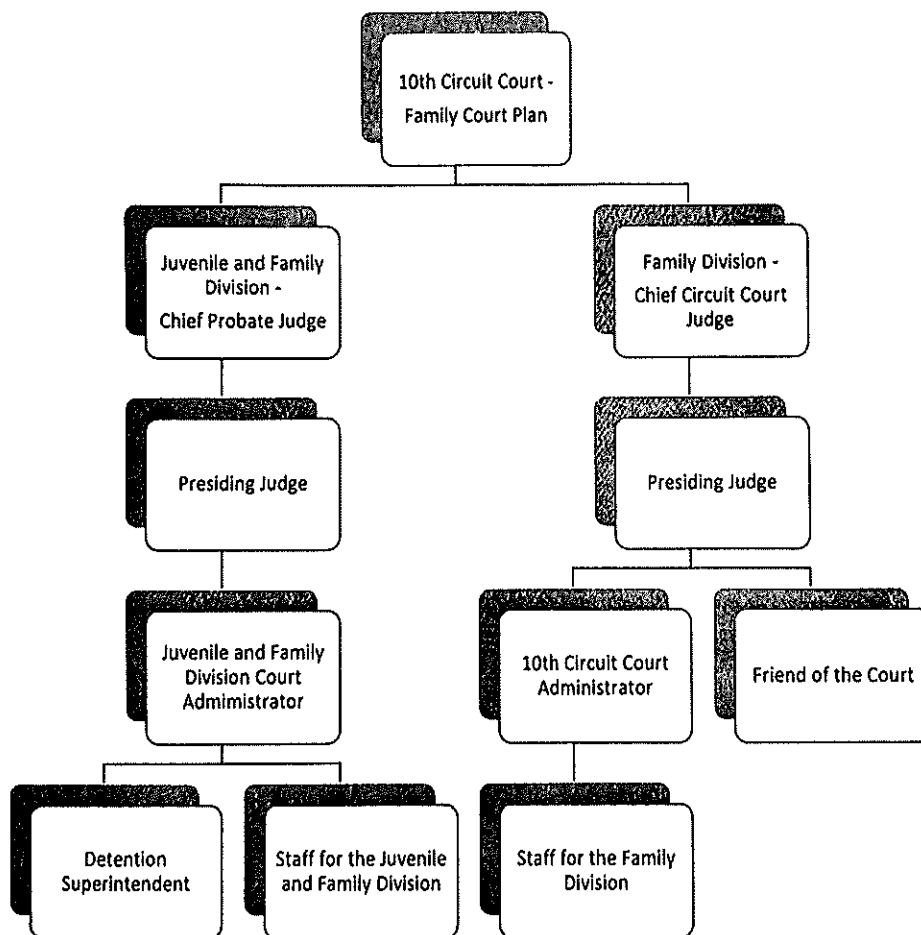 10th Circuit Court -
Family Court Plan
Juvenile and Family
Division -
Chief Probate Judge
Family Division -
Chief Circuit Court
Judge
Presiding Judge
Presiding Judge
Juvenile and Family
Division Court
Admimistrator
10th Circuit Court
Administrator
Friend of the Court
Detention
Superintendent
Staff for the Juvenile
and Family Division
Staff for the Family
Division